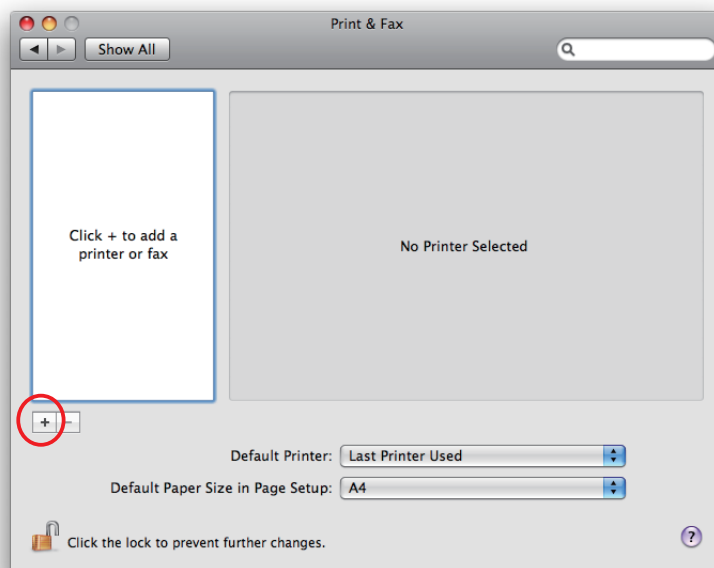 Print & Fax
Show All
Click + to add a
printer or fax
No Printer Selected
+ −
Default Printer: Last Printer Used
Default Paper Size in Page Setup: A4
Click the lock to prevent further changes.
?